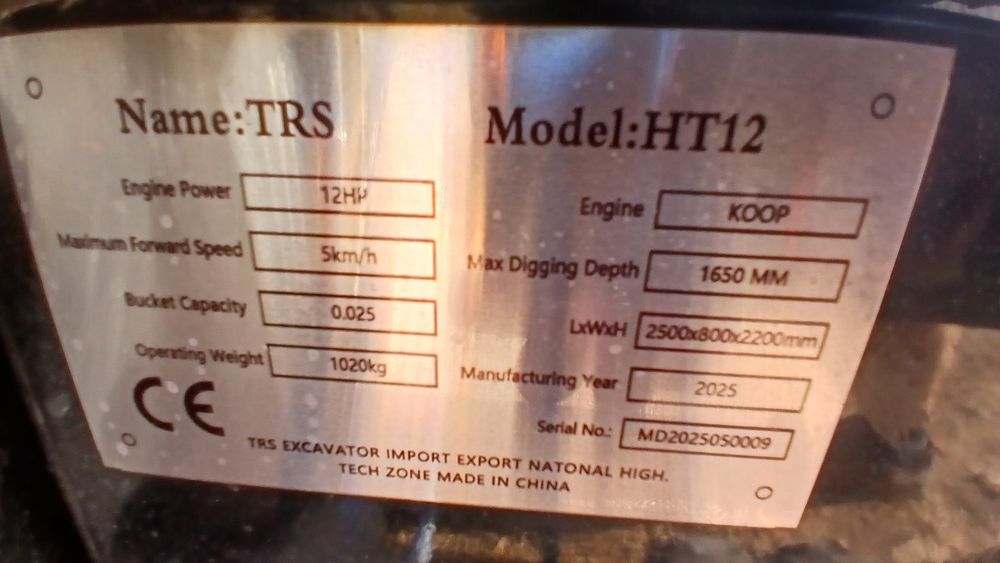 Name:TRS
Model:HT12
Engine Power 12HP
Maximum Forward Speed 5km/h
Bucket Capacity 0.025
Operating Weight 1020kg
Engine KOOP
Max Digging Depth 1650 MM
LxWxH 2500x800x2200mm
Manufacturing Year 2025
Serial No.: MD2025050009
CE
TRS EXCAVATOR IMPORT EXPORT NATONAL HIGH.
TECH ZONE MADE IN CHINA